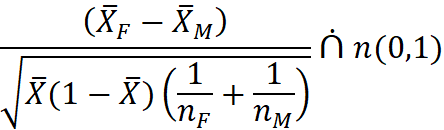 (X̄_F − X̄_M) / √(X̄(1 − X̄)(1/n_F + 1/n_M)) ∩̇ n(0,1)